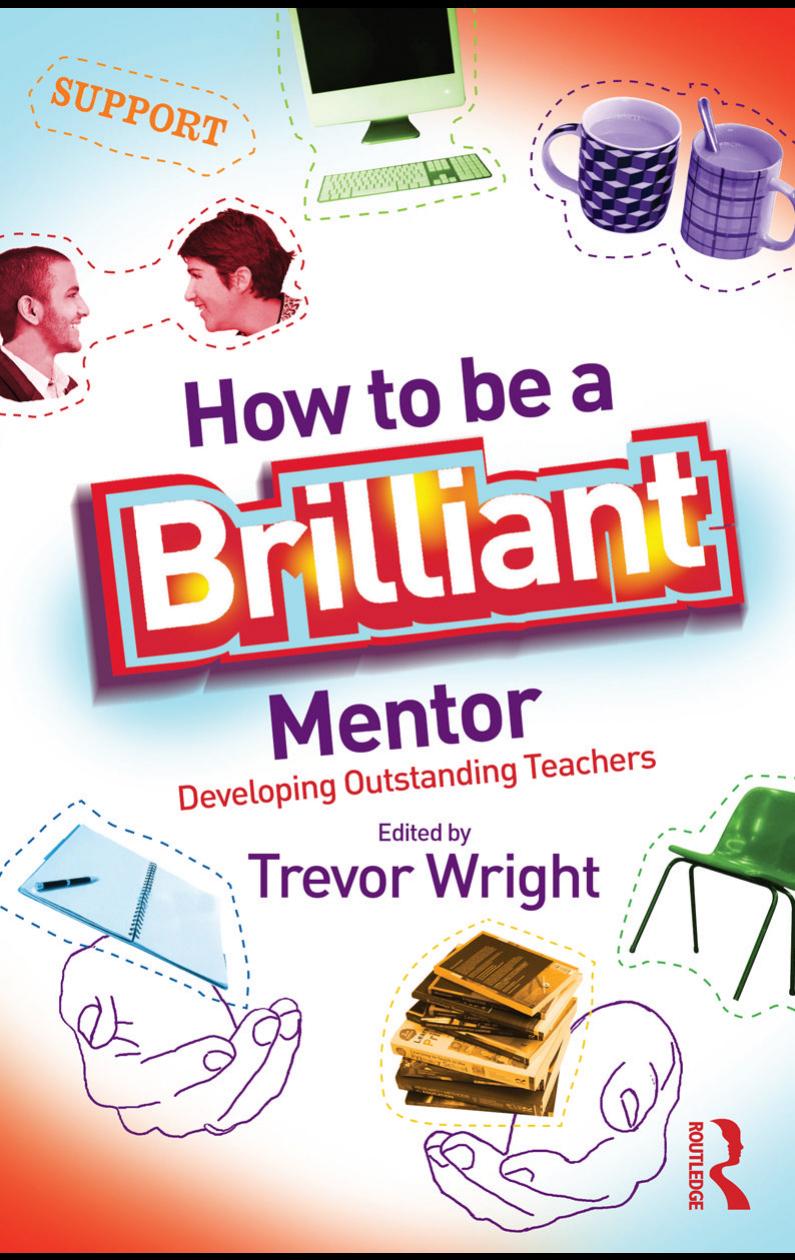 SUPPORT
How to be a
Brilliant
Mentor
Developing Outstanding Teachers
Edited by
Trevor Wright
ROUTLEDGE